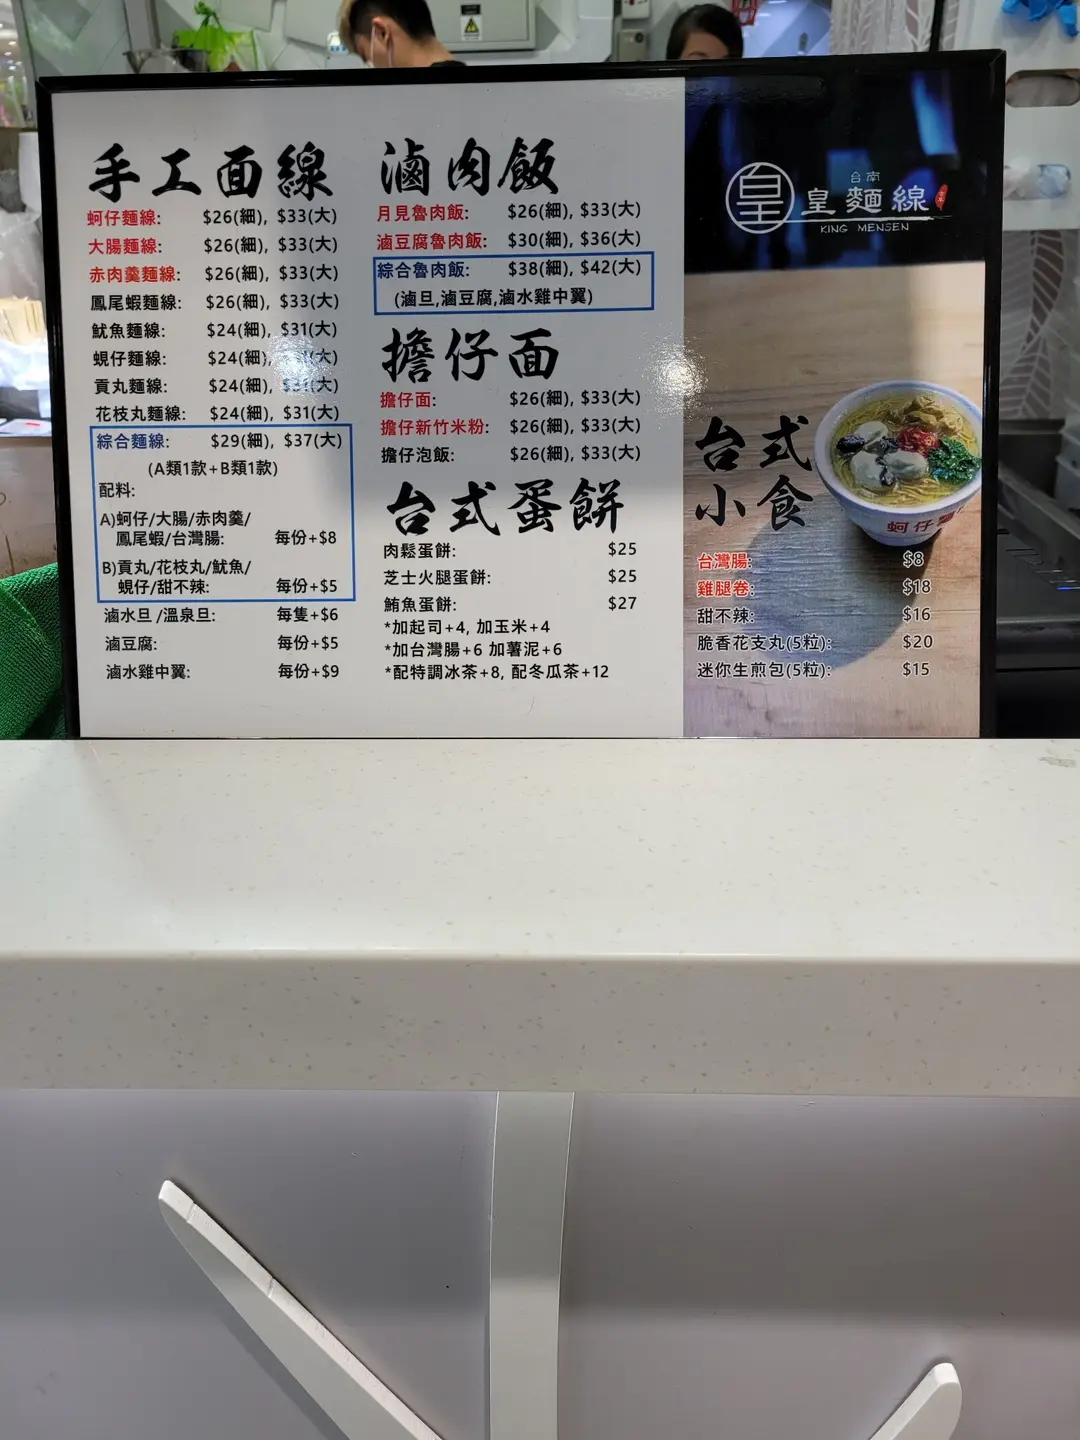 手工面線
蚵仔麵線: $26(細), $33(大)
大腸麵線: $26(細), $33(大)
赤肉羹麵線: $26(細), $33(大)
鳳尾蝦麵線: $26(細), $33(大)
魷魚麵線: $24(細), $31(大)
蜆仔麵線: $24(細), (大)
貢丸麵線: $24(細), $31(大)
花枝丸麵線: $24(細), $31(大)
綜合麵線: $29(細), $37(大)
(A類1款+B類1款)
配料:
A)蚵仔/大腸/赤肉羹/
鳳尾蝦/台灣腸: 每份+$8
B)貢丸/花枝丸/魷魚/
蜆仔/甜不辣: 每份+$5
滷水旦/溫泉旦: 每隻+$6
滷豆腐: 每份+$5
滷水雞中翼: 每份+$9
滷肉飯
月見魯肉飯: $26(細), $33(大)
滷豆腐魯肉飯: $30(細), $36(大)
綜合魯肉飯: $38(細), $42(大)
(滷旦,滷豆腐,滷水雞中翼)
擔仔面
擔仔面: $26(細), $33(大)
擔仔新竹米粉: $26(細), $33(大)
擔仔泡飯: $26(細), $33(大)
台式蛋餅
肉鬆蛋餅: $25
芝士火腿蛋餅: $25
鮪魚蛋餅: $27
*加起司+4, 加玉米+4
*加台灣腸+6 加薯泥+6
*配特調冰茶+8, 配冬瓜茶+12
皇
台南
皇麵線
KING MENSEN
台式
小食
蚵仔
台灣腸: $8
雞腿卷: $18
甜不辣: $16
脆香花支丸(5粒): $20
迷你生煎包(5粒): $15